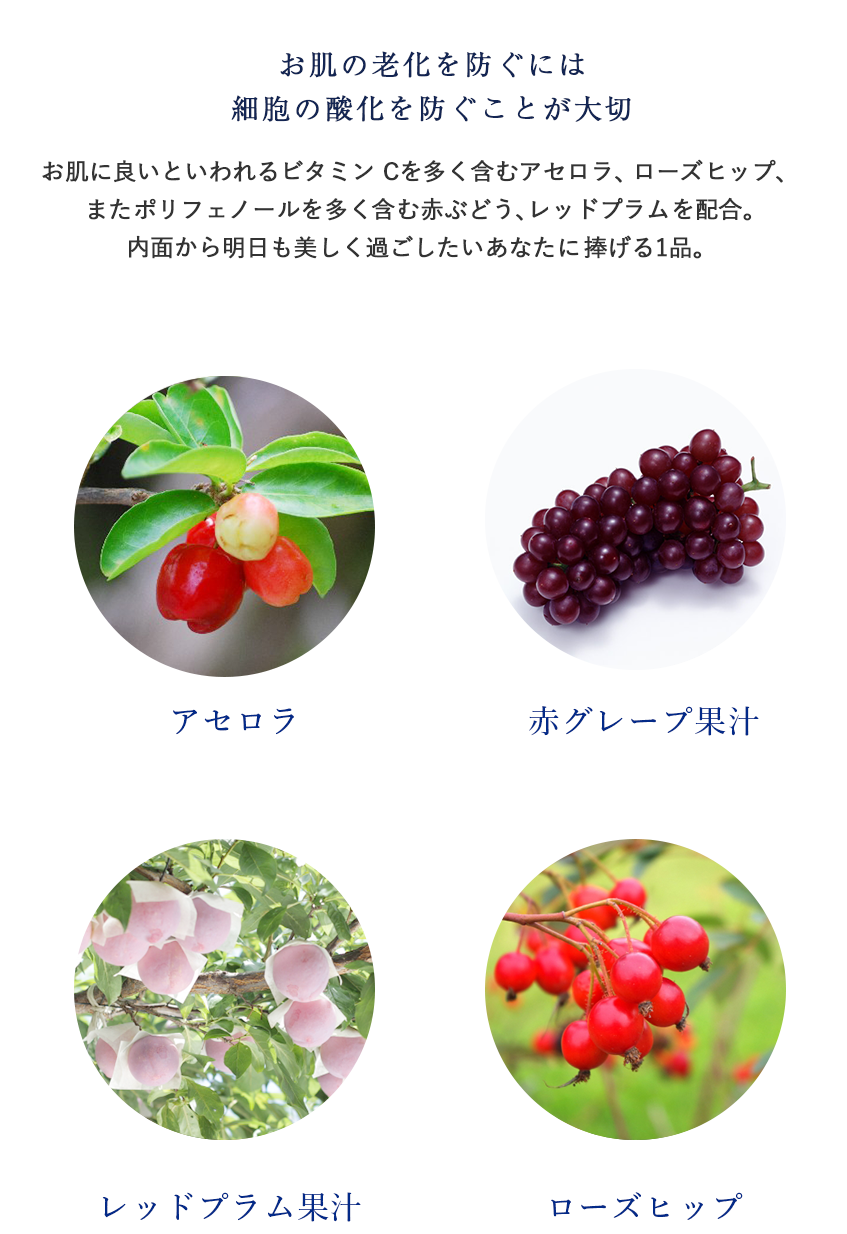 お肌の老化を防ぐには
細胞の酸化を防ぐことが大切
お肌に良いといわれるビタミン Cを多く含むアセロラ、ローズヒップ、
またポリフェノールを多く含む赤ぶどう、レッドプラムを配合。
内面から明日も美しく過ごしたいあなたに捧げる1品。
アセロラ
赤グレープ果汁
レッドプラム果汁
ローズヒップ